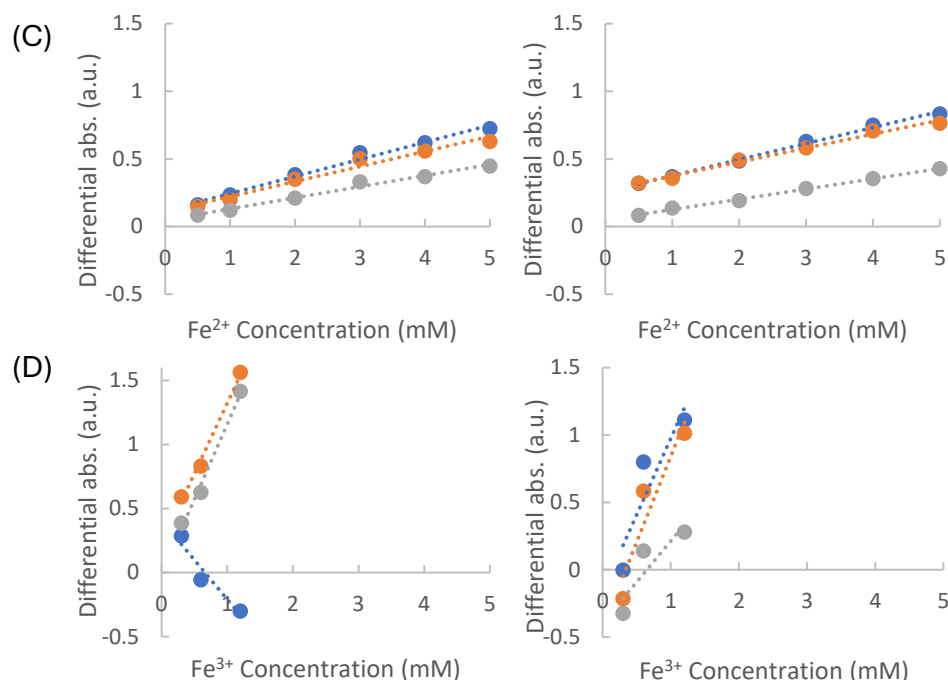 (C)
Differential abs. (a.u.)
1.5
1
0.5
0
-0.5
0 1 2 3 4 5
Fe²⁺ Concentration (mM)
Differential abs. (a.u.)
1.5
1
0.5
0
-0.5
0 1 2 3 4 5
Fe²⁺ Concentration (mM)
(D)
Differential abs. (a.u.)
1.5
1
0.5
0
-0.5
0 1 2 3 4 5
Fe³⁺ Concentration (mM)
Differential abs. (a.u.)
1.5
1
0.5
0
-0.5
0 1 2 3 4 5
Fe³⁺ Concentration (mM)